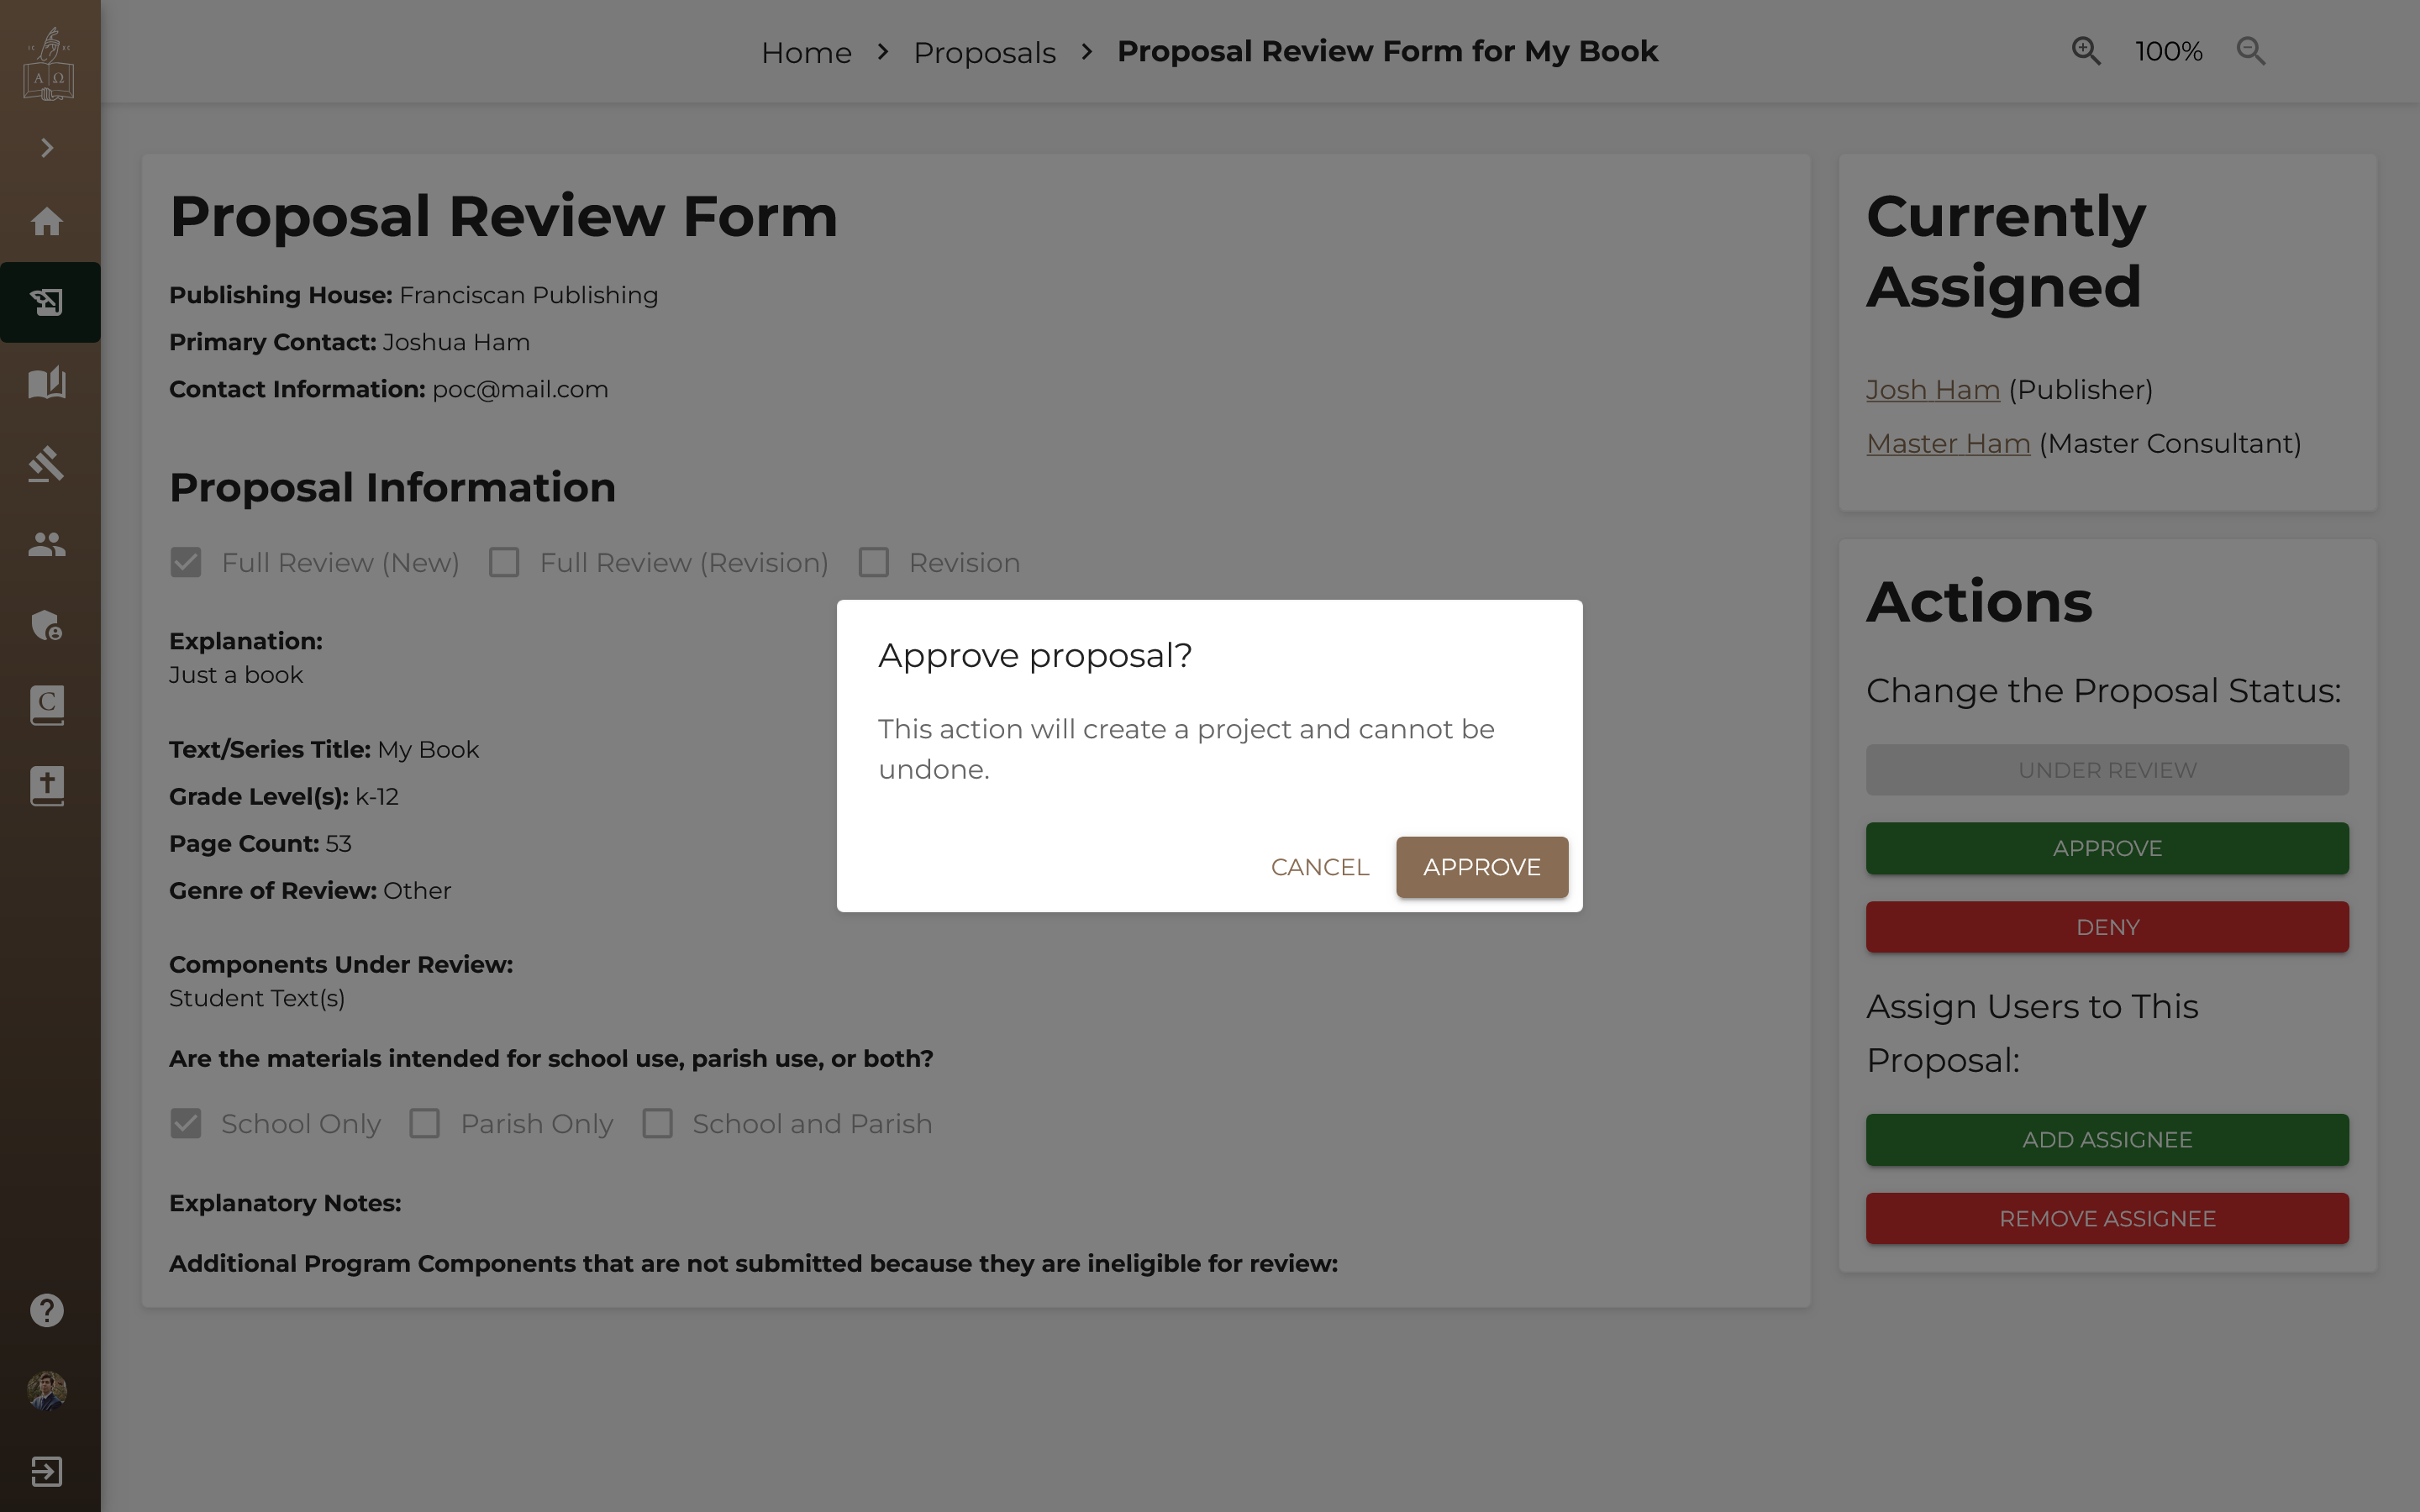 Home > Proposals > Proposal Review Form for My Book
100%
Proposal Review Form
Publishing House: Franciscan Publishing
Primary Contact: Joshua Ham
Contact Information: poc@mail.com
Proposal Information
Full Review (New) Full Review (Revision) Revision
Explanation:
Just a book
Text/Series Title: My Book
Grade Level(s): k-12
Page Count: 53
Genre of Review: Other
Components Under Review:
Student Text(s)
Are the materials intended for school use, parish use, or both?
School Only Parish Only School and Parish
Explanatory Notes:
Additional Program Components that are not submitted because they are ineligible for review:
Approve proposal?
This action will create a project and cannot be
undone.
CANCEL APPROVE
Currently
Assigned
Josh Ham (Publisher)
Master Ham (Master Consultant)
Actions
Change the Proposal Status:
UNDER REVIEW
APPROVE
DENY
Assign Users to This
Proposal:
ADD ASSIGNEE
REMOVE ASSIGNEE
Α Ω
C